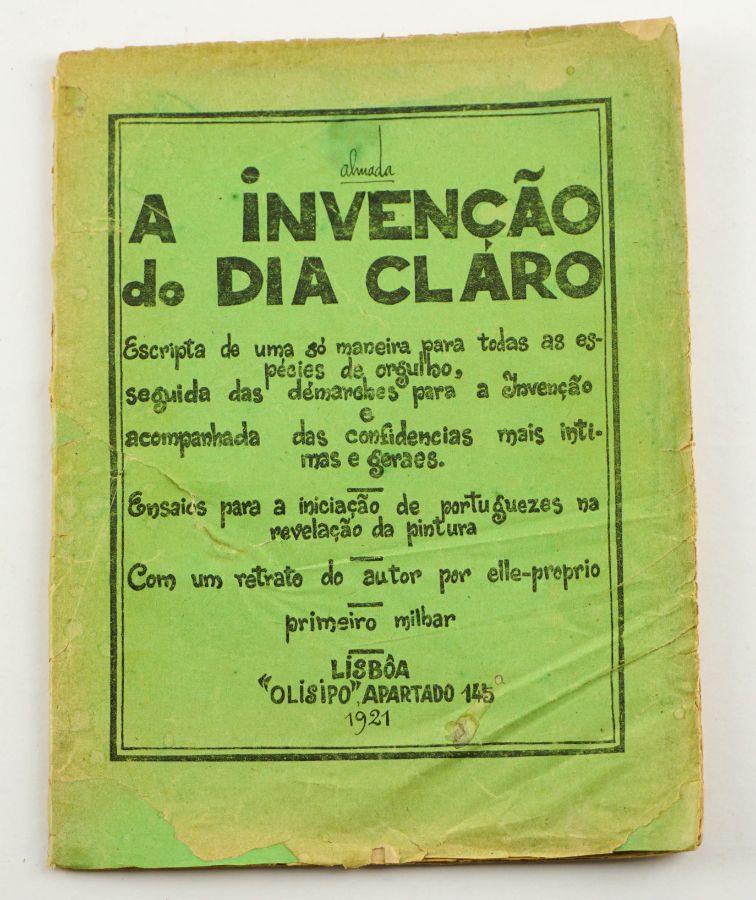 almada
A INVENÇÃO
do DIA CLARO
Escripta de uma só maneira para todas as es-
pécies de orgulho,
seguida das démarches para a Invenção
e
acompanhada das confidencias mais inti-
mas e geraes.
Ensaios para a iniciação de portuguezes na
revelação da pintura
Com um retrato do autor por elle-proprio
primeiro milhar
LISBÔA
"OLISIPO", APARTADO 145
1921